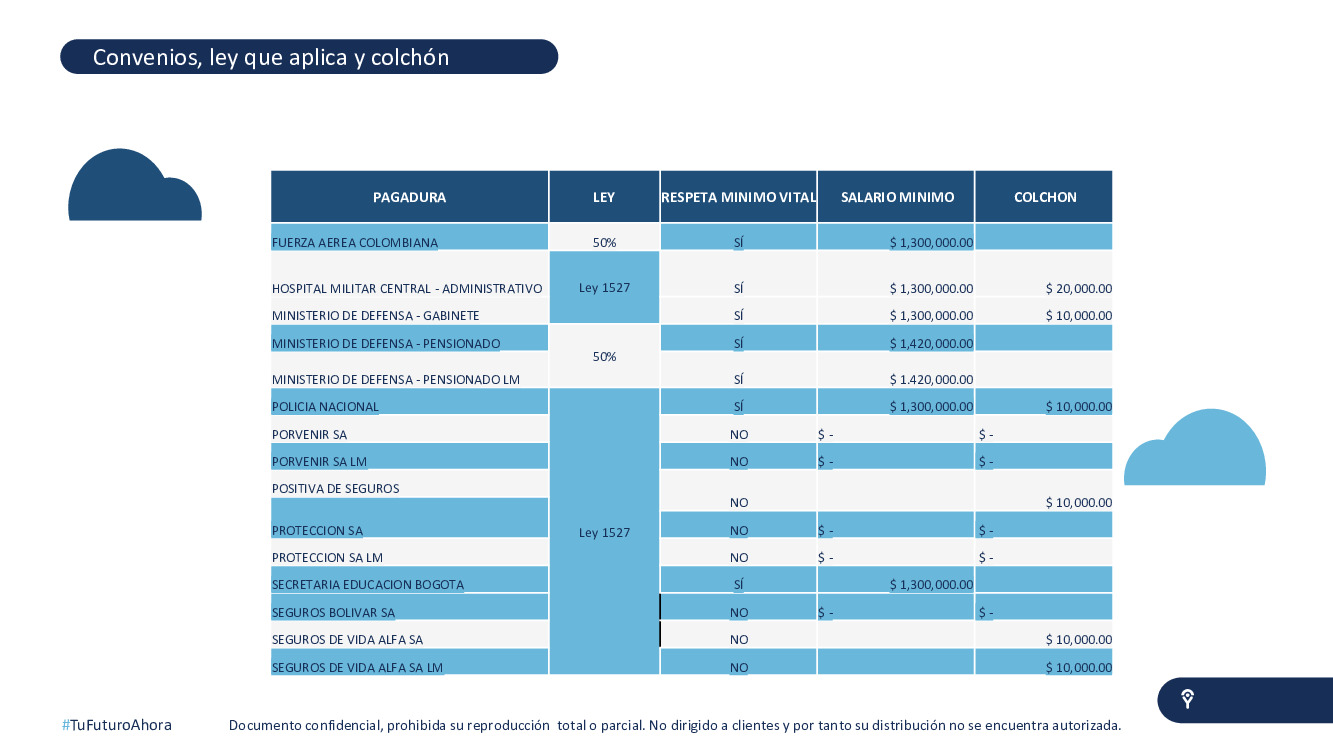 Convenios, ley que aplica y colchón
PAGADURA LEY RESPETA MINIMO VITAL SALARIO MINIMO COLCHON
FUERZA AEREA COLOMBIANA 50% SÍ $ 1,300,000.00
HOSPITAL MILITAR CENTRAL - ADMINISTRATIVO Ley 1527 SÍ $ 1,300,000.00 $ 20,000.00
MINISTERIO DE DEFENSA - GABINETE SÍ $ 1,300,000.00 $ 10,000.00
MINISTERIO DE DEFENSA - PENSIONADO SÍ $ 1,420,000.00
50%
MINISTERIO DE DEFENSA - PENSIONADO LM SÍ $ 1.420,000.00
POLICIA NACIONAL SÍ $ 1,300,000.00 $ 10,000.00
PORVENIR SA NO $ - $ -
PORVENIR SA LM NO $ - $ -
POSITIVA DE SEGUROS NO $ 10,000.00
PROTECCION SA Ley 1527 NO $ - $ -
PROTECCION SA LM NO $ - $ -
SECRETARIA EDUCACION BOGOTA SÍ $ 1,300,000.00
SEGUROS BOLIVAR SA NO $ - $ -
SEGUROS DE VIDA ALFA SA NO $ 10,000.00
SEGUROS DE VIDA ALFA SA LM NO $ 10,000.00
#TuFuturoAhora Documento confidencial, prohibida su reproducción total o parcial. No dirigido a clientes y por tanto su distribución no se encuentra autorizada.